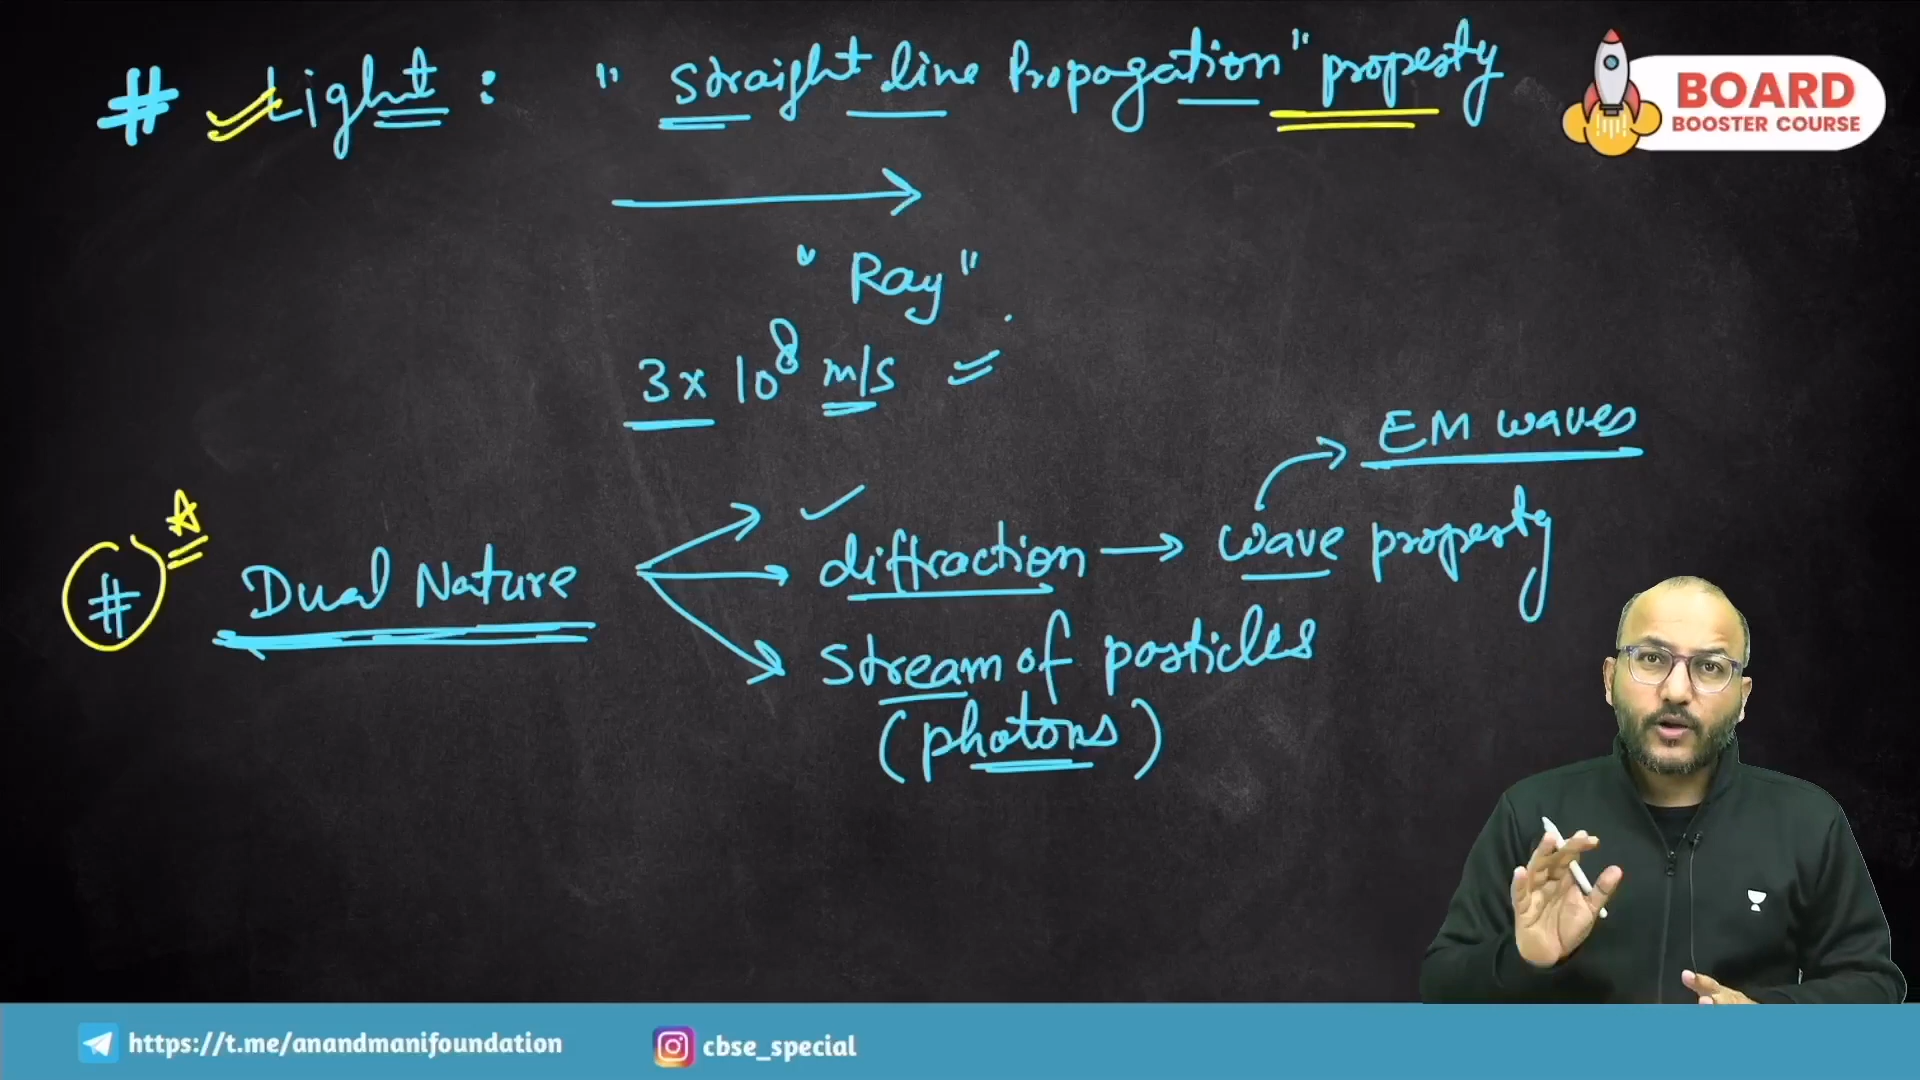 # Light : "Straight line Propagation" property
BOARD
BOOSTER COURSE
"Ray"
3 x 10⁸ m/s
EM waves
# Dual Nature
diffraction → wave property
Stream of particles
(photons)
https://t.me/anandmanifoundation
cbse_special